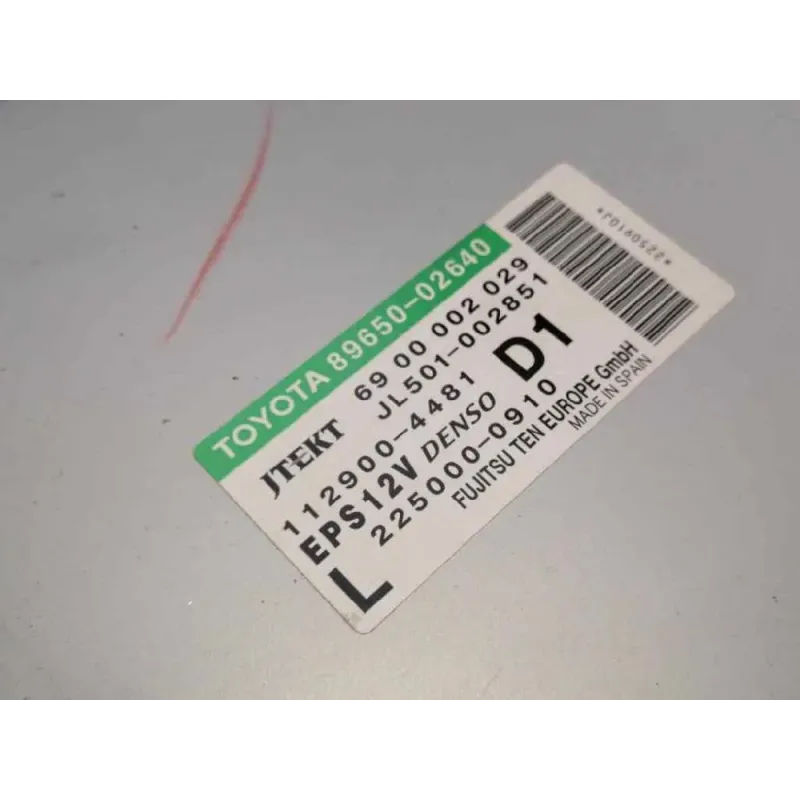 *2250910J*
TOYOTA 89650-02640
JTEKT 69 00 002 029
JL501-002851
112900-4481 D1
EPS12V DENSO
225000-0910
L FUJITSU TEN EUROPE GmbH
MADE IN SPAIN